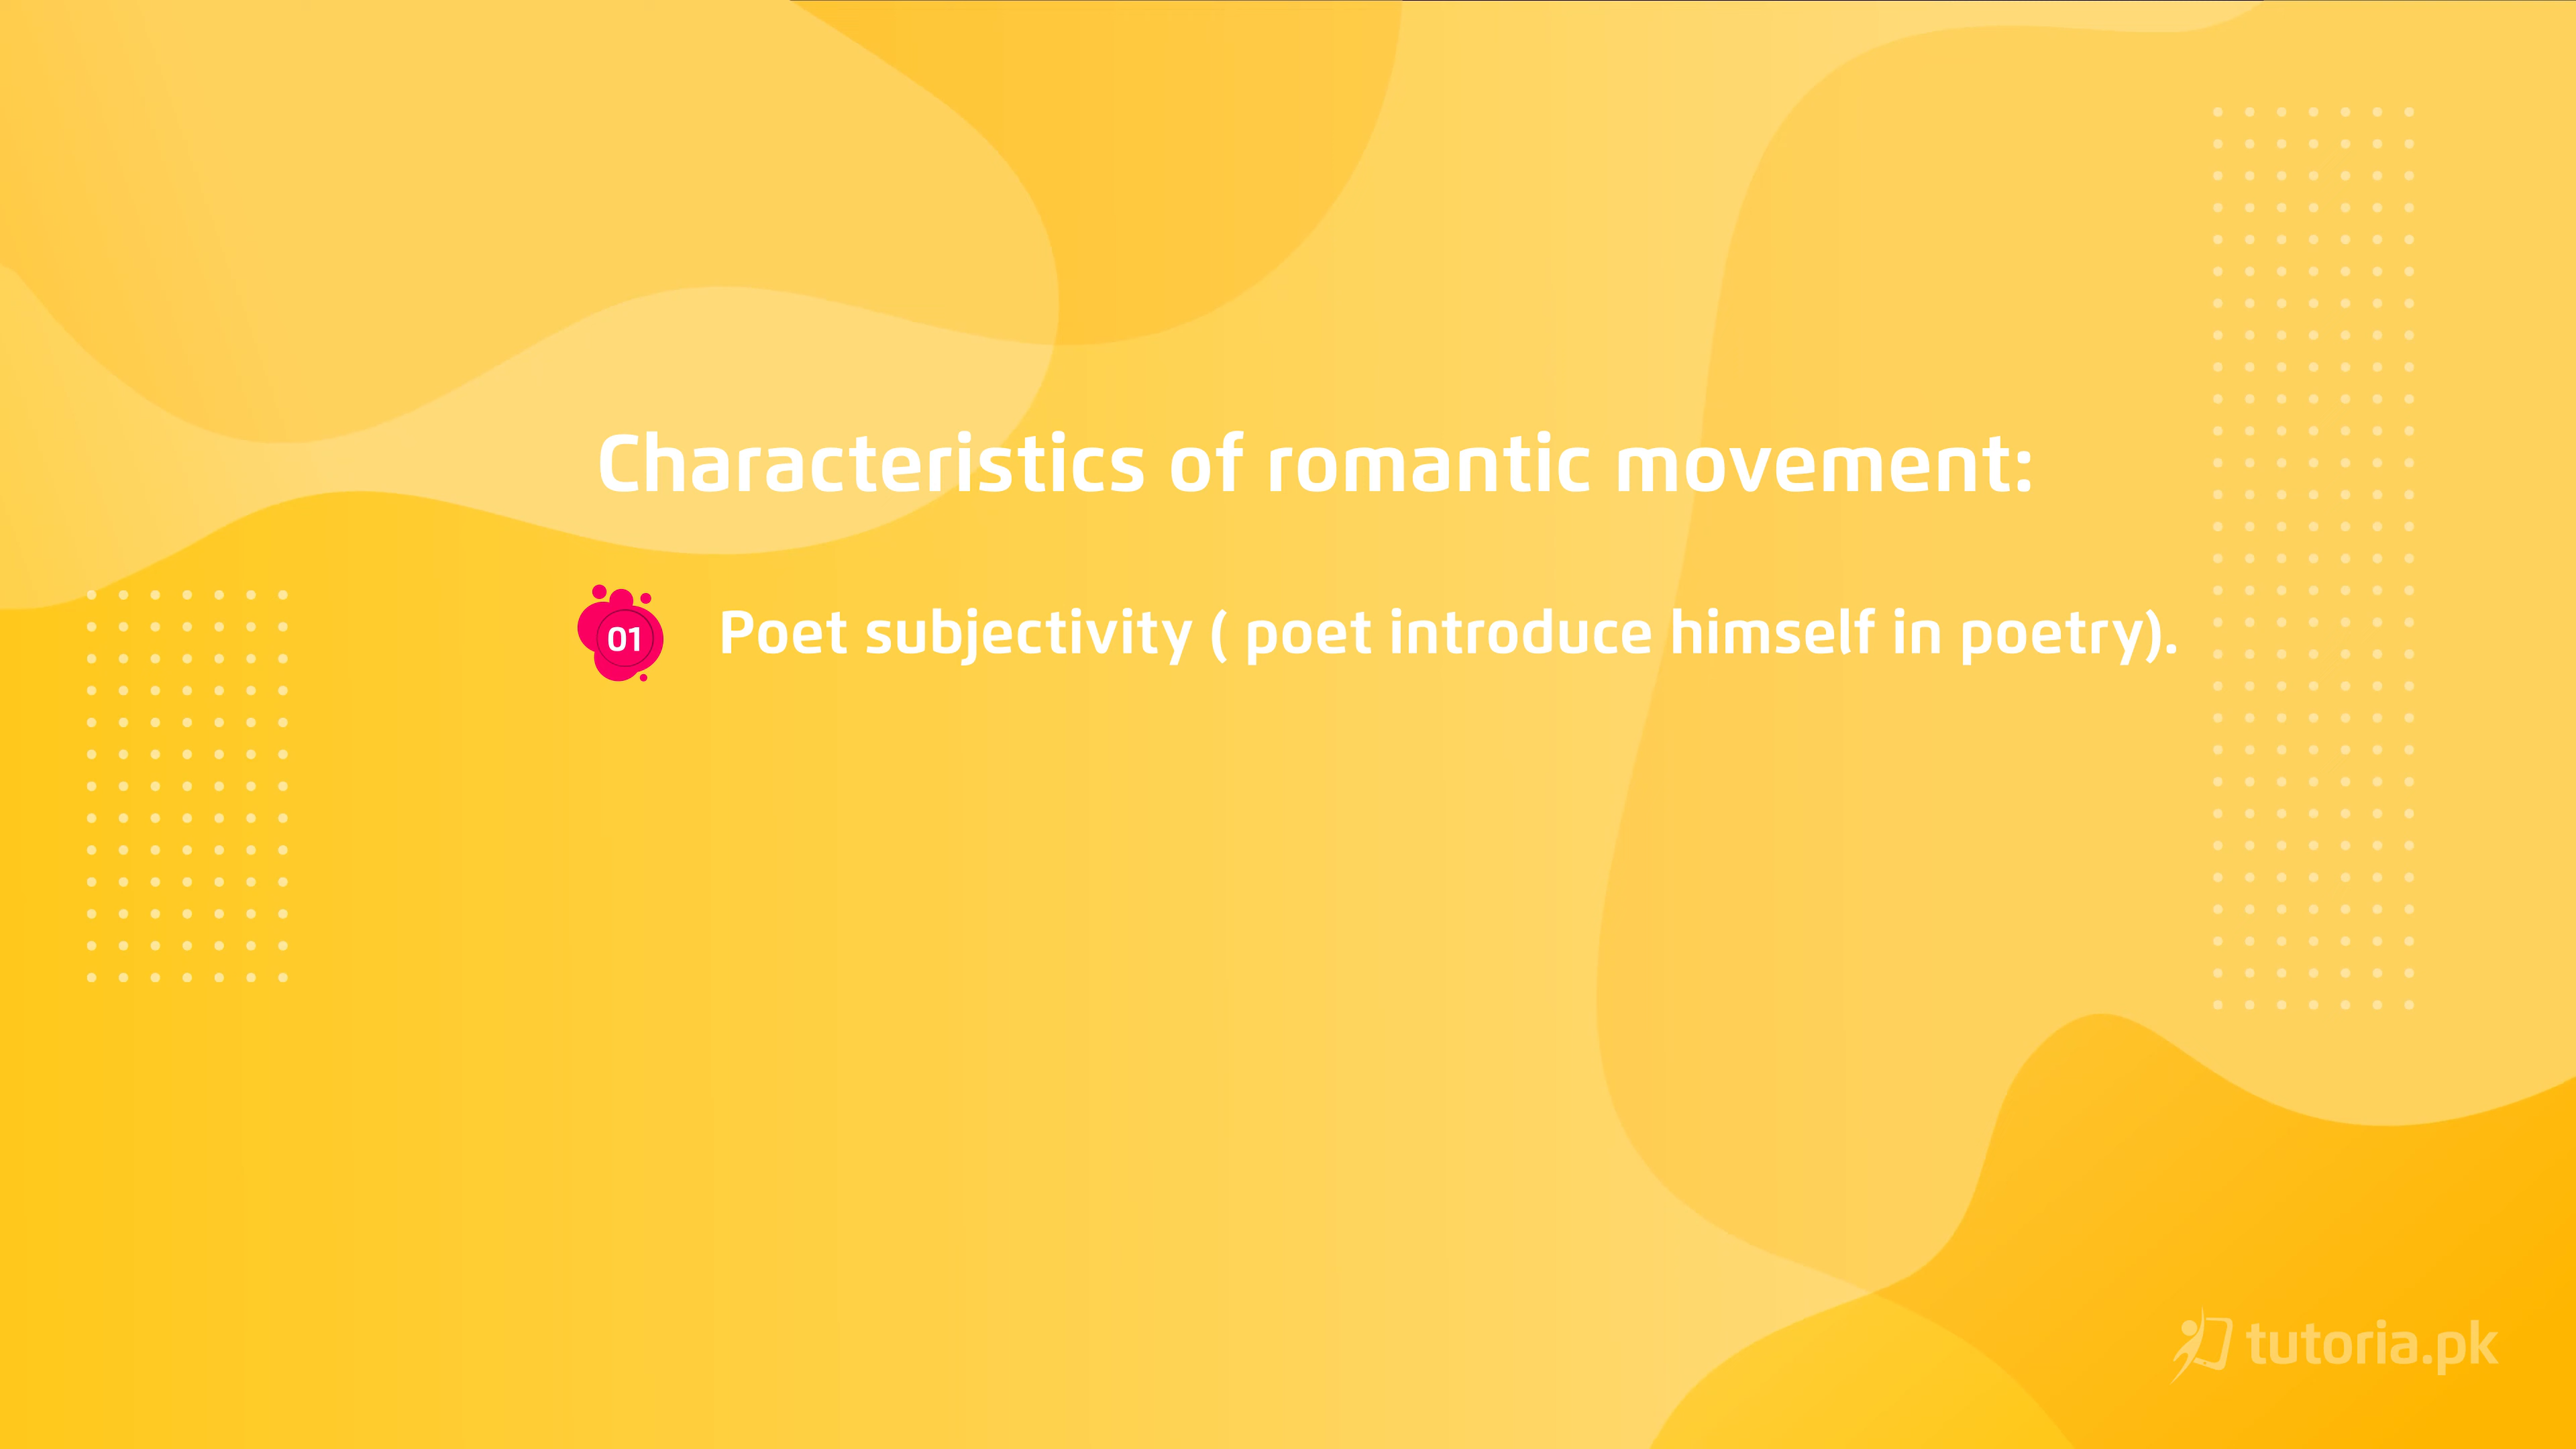 Characteristics of romantic movement:
01 Poet subjectivity ( poet introduce himself in poetry).
tutoria.pk